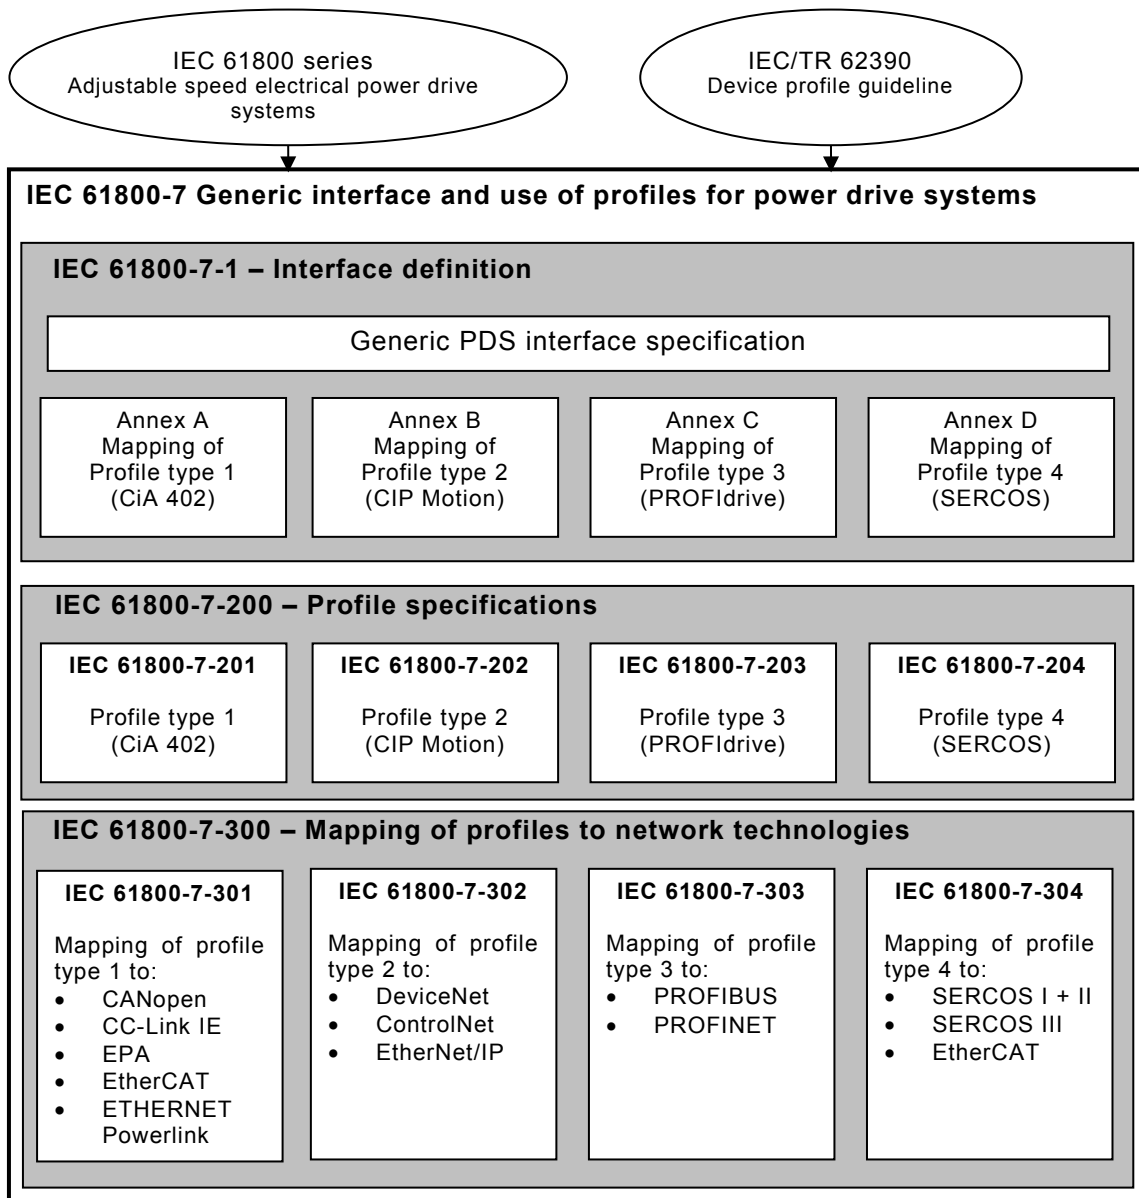 IEC 61800 series
Adjustable speed electrical power drive
systems
IEC/TR 62390
Device profile guideline
IEC 61800-7 Generic interface and use of profiles for power drive systems
IEC 61800-7-1 – Interface definition
Generic PDS interface specification
Annex A
Mapping of
Profile type 1
(CiA 402)
Annex B
Mapping of
Profile type 2
(CIP Motion)
Annex C
Mapping of
Profile type 3
(PROFIdrive)
Annex D
Mapping of
Profile type 4
(SERCOS)
IEC 61800-7-200 – Profile specifications
IEC 61800-7-201
Profile type 1
(CiA 402)
IEC 61800-7-202
Profile type 2
(CIP Motion)
IEC 61800-7-203
Profile type 3
(PROFIdrive)
IEC 61800-7-204
Profile type 4
(SERCOS)
IEC 61800-7-300 – Mapping of profiles to network technologies
IEC 61800-7-301
Mapping of profile
type 1 to:
• CANopen
• CC-Link IE
• EPA
• EtherCAT
• ETHERNET
Powerlink
IEC 61800-7-302
Mapping of profile
type 2 to:
• DeviceNet
• ControlNet
• EtherNet/IP
IEC 61800-7-303
Mapping of profile
type 3 to:
• PROFIBUS
• PROFINET
IEC 61800-7-304
Mapping of profile
type 4 to:
• SERCOS I + II
• SERCOS III
• EtherCAT